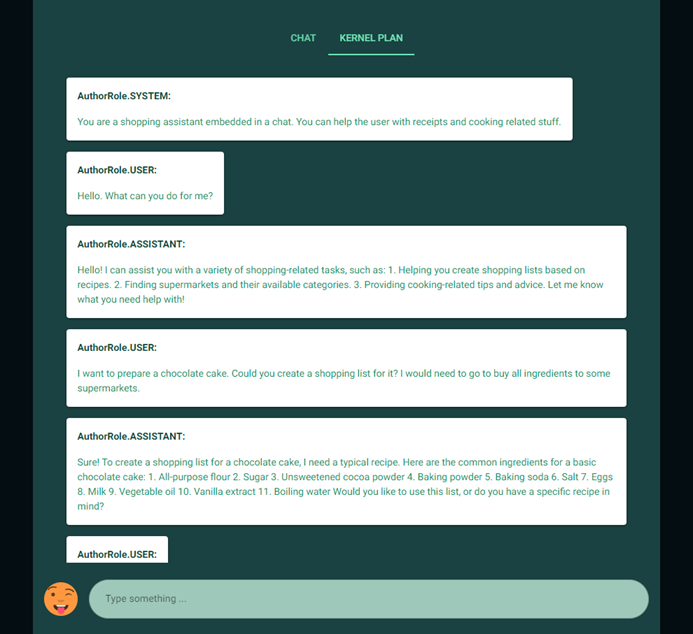 CHAT KERNEL PLAN
AuthorRole.SYSTEM:
You are a shopping assistant embedded in a chat. You can help the user with receipts and cooking related stuff.
AuthorRole.USER:
Hello. What can you do for me?
AuthorRole.ASSISTANT:
Hello! I can assist you with a variety of shopping-related tasks, such as: 1. Helping you create shopping lists based on
recipes. 2. Finding supermarkets and their available categories. 3. Providing cooking-related tips and advice. Let me know
what you need help with!
AuthorRole.USER:
I want to prepare a chocolate cake. Could you create a shopping list for it? I would need to go to buy all ingredients to some
supermarkets.
AuthorRole.ASSISTANT:
Sure! To create a shopping list for a chocolate cake, I need a typical recipe. Here are the common ingredients for a basic
chocolate cake: 1. All-purpose flour 2. Sugar 3. Unsweetened cocoa powder 4. Baking powder 5. Baking soda 6. Salt 7. Eggs
8. Milk 9. Vegetable oil 10. Vanilla extract 11. Boiling water Would you like to use this list, or do you have a specific recipe in
mind?
AuthorRole.USER:
Type something ...